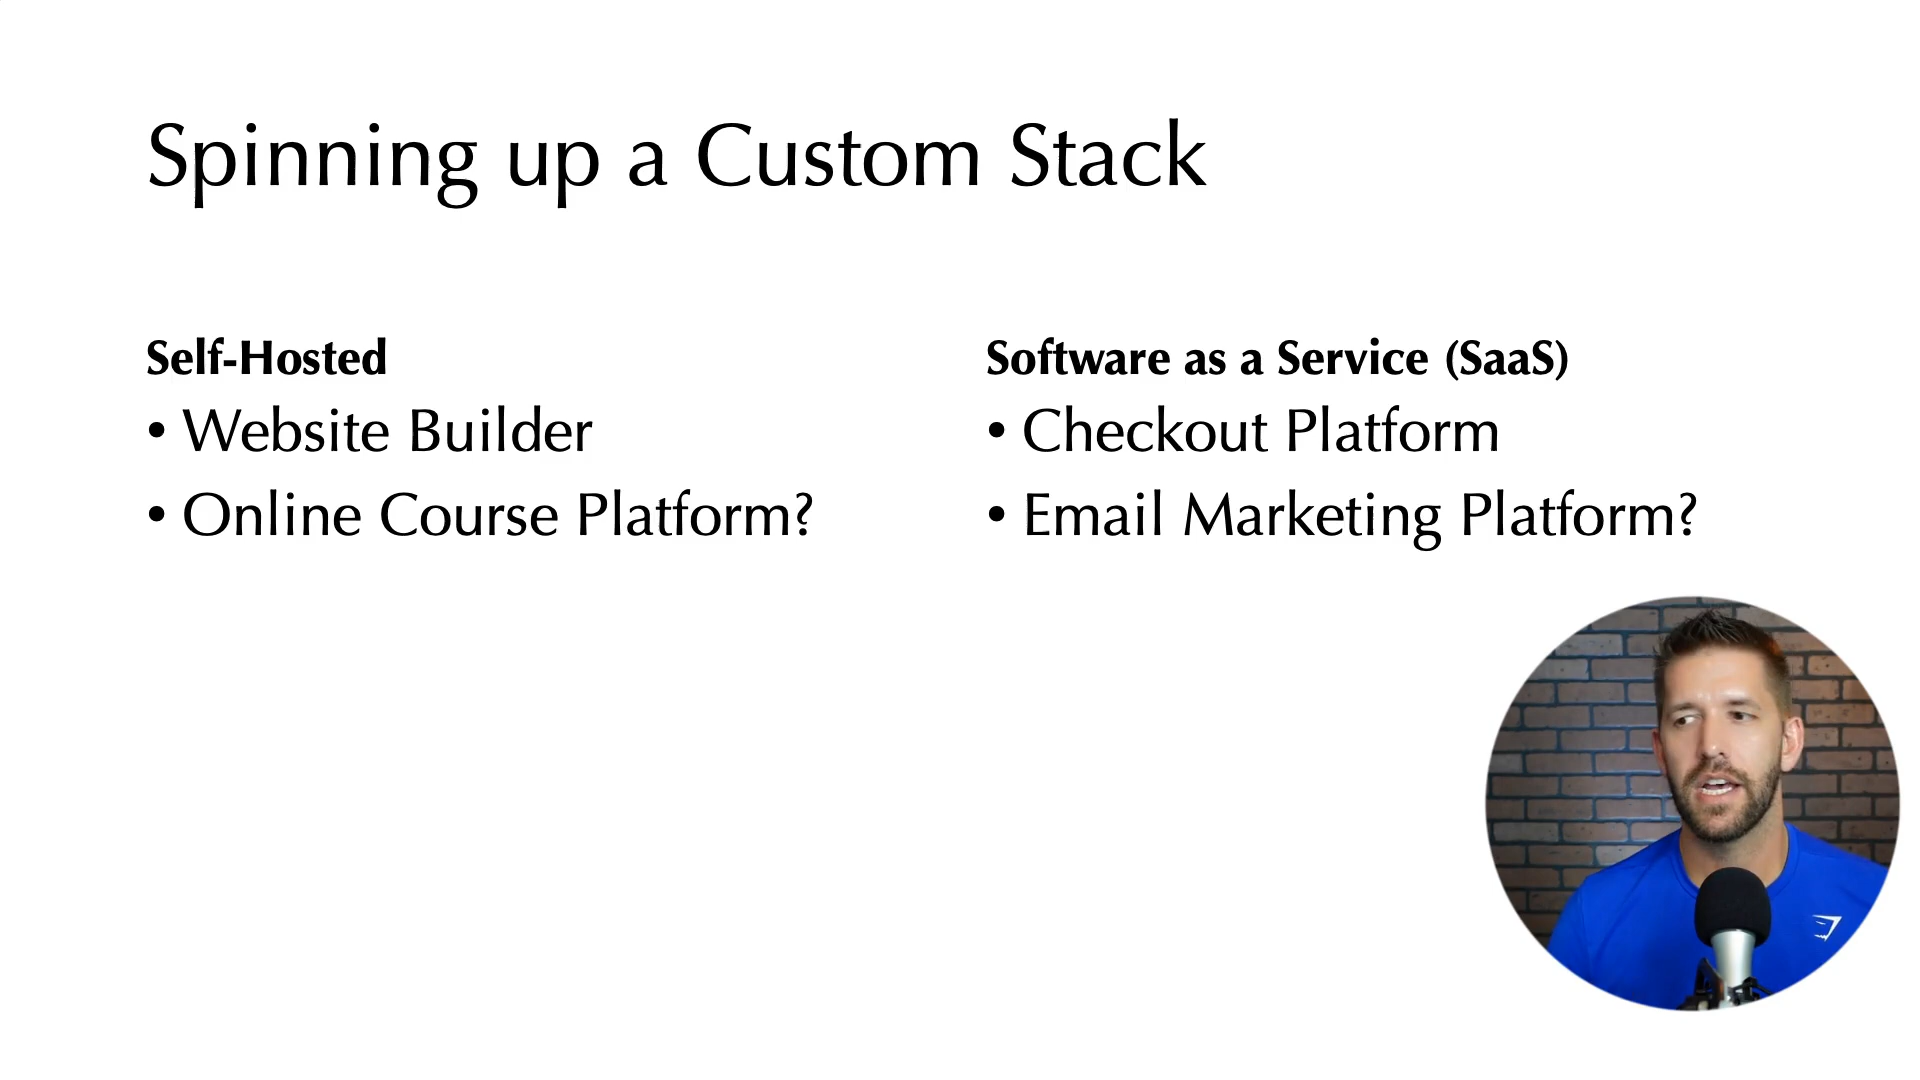 Spinning up a Custom Stack
Self-Hosted
• Website Builder
• Online Course Platform?
Software as a Service (SaaS)
• Checkout Platform
• Email Marketing Platform?